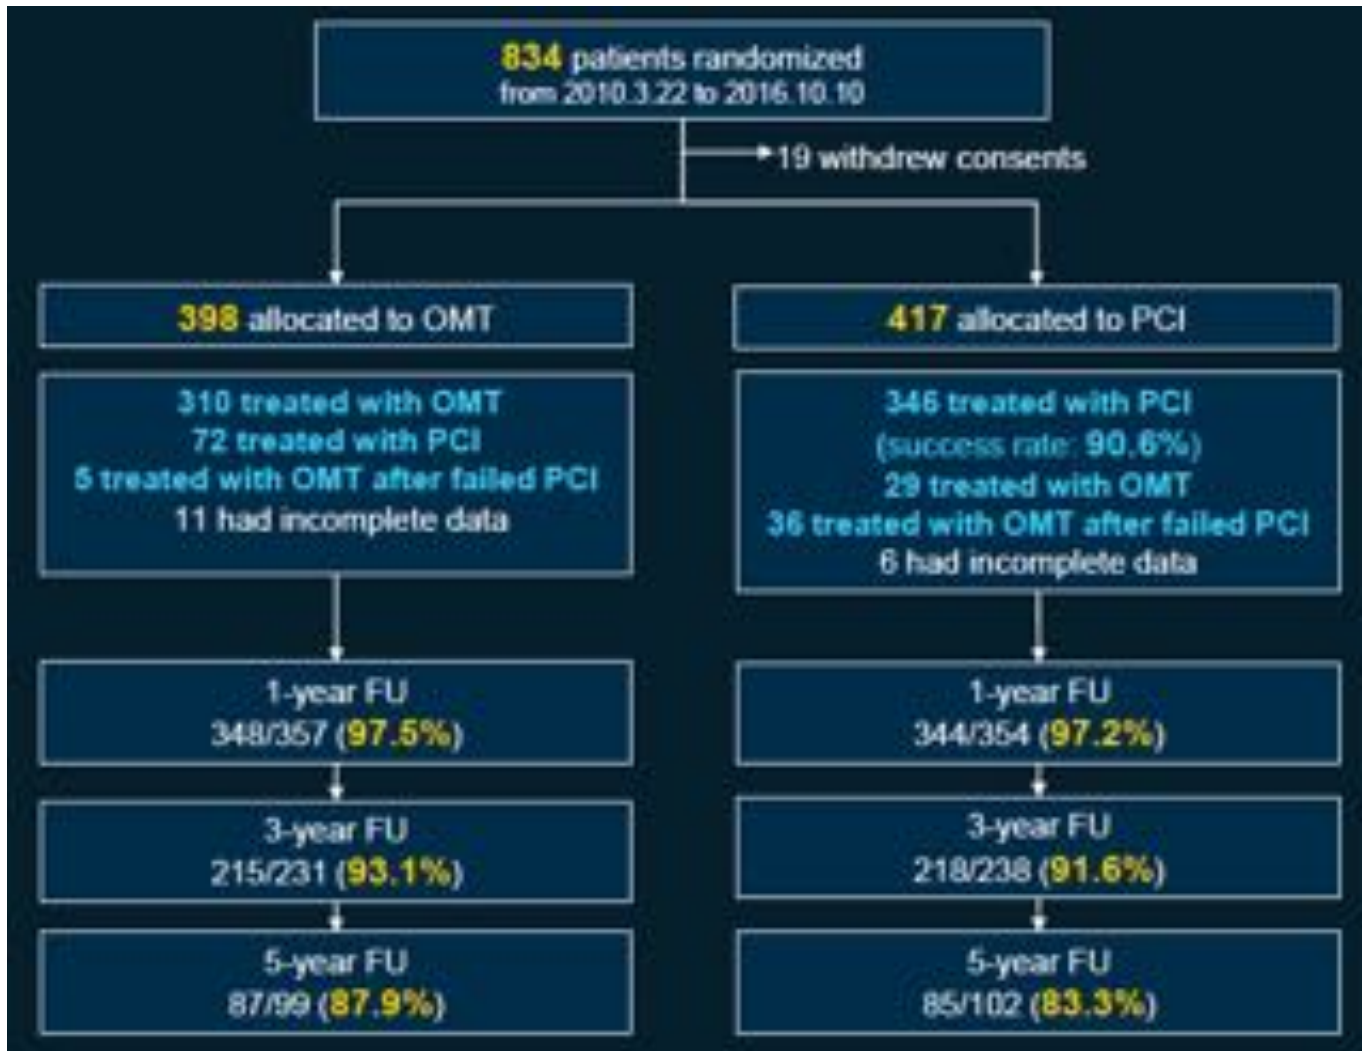 834 patients randomized
from 2010.3.22 to 2016.10.10
19 withdrew consents
398 allocated to OMT
310 treated with OMT
72 treated with PCI
5 treated with OMT after failed PCI
11 had incomplete data
417 allocated to PCI
346 treated with PCI
(success rate: 90.6%)
29 treated with OMT
36 treated with OMT after failed PCI
6 had incomplete data
1-year FU
348/357 (97.5%)
1-year FU
344/354 (97.2%)
3-year FU
215/231 (93.1%)
3-year FU
218/238 (91.6%)
5-year FU
87/99 (87.9%)
5-year FU
85/102 (83.3%)